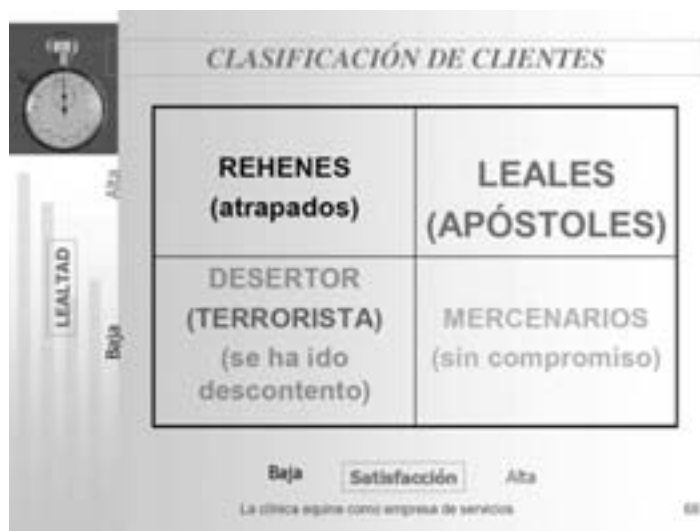 CLASIFICACIÓN DE CLIENTES
REHENES
(atrapados)
LEALES
(APÓSTOLES)
DESERTOR
(TERRORISTA)
(se ha ido
descontento)
MERCENARIOS
(sin compromiso)
Alta
LEALTAD
Baja
Baja
Satisfacción
Alta
La clínica equina como empresa de servicios